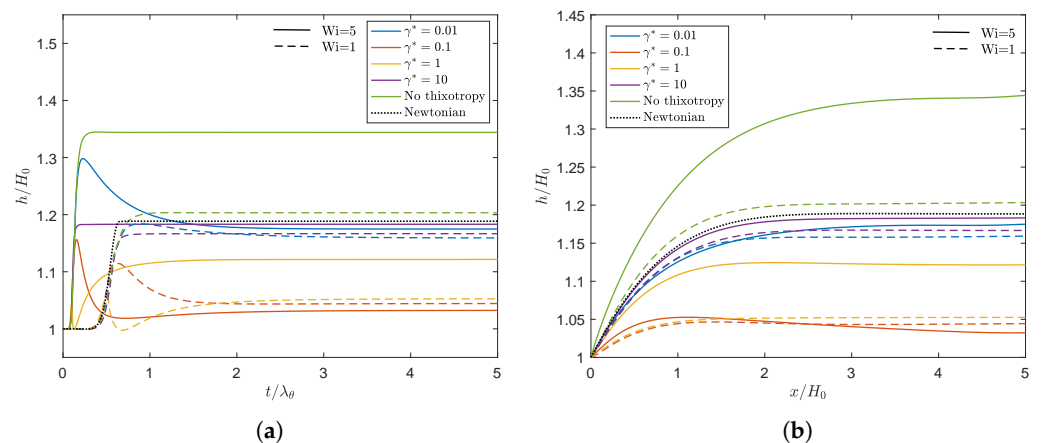 1.5
1.4
1.3
1.2
1.1
1
h/H₀
0 1 2 3 4 5
t/λ_θ
Wi=5
Wi=1
γ* = 0.01
γ* = 0.1
γ* = 1
γ* = 10
No thixotropy
Newtonian
(a)
1.45
1.4
1.35
1.3
1.25
1.2
1.15
1.1
1.05
1
h/H₀
0 1 2 3 4 5
x/H₀
γ* = 0.01
γ* = 0.1
γ* = 1
γ* = 10
No thixotropy
Newtonian
Wi=5
Wi=1
(b)